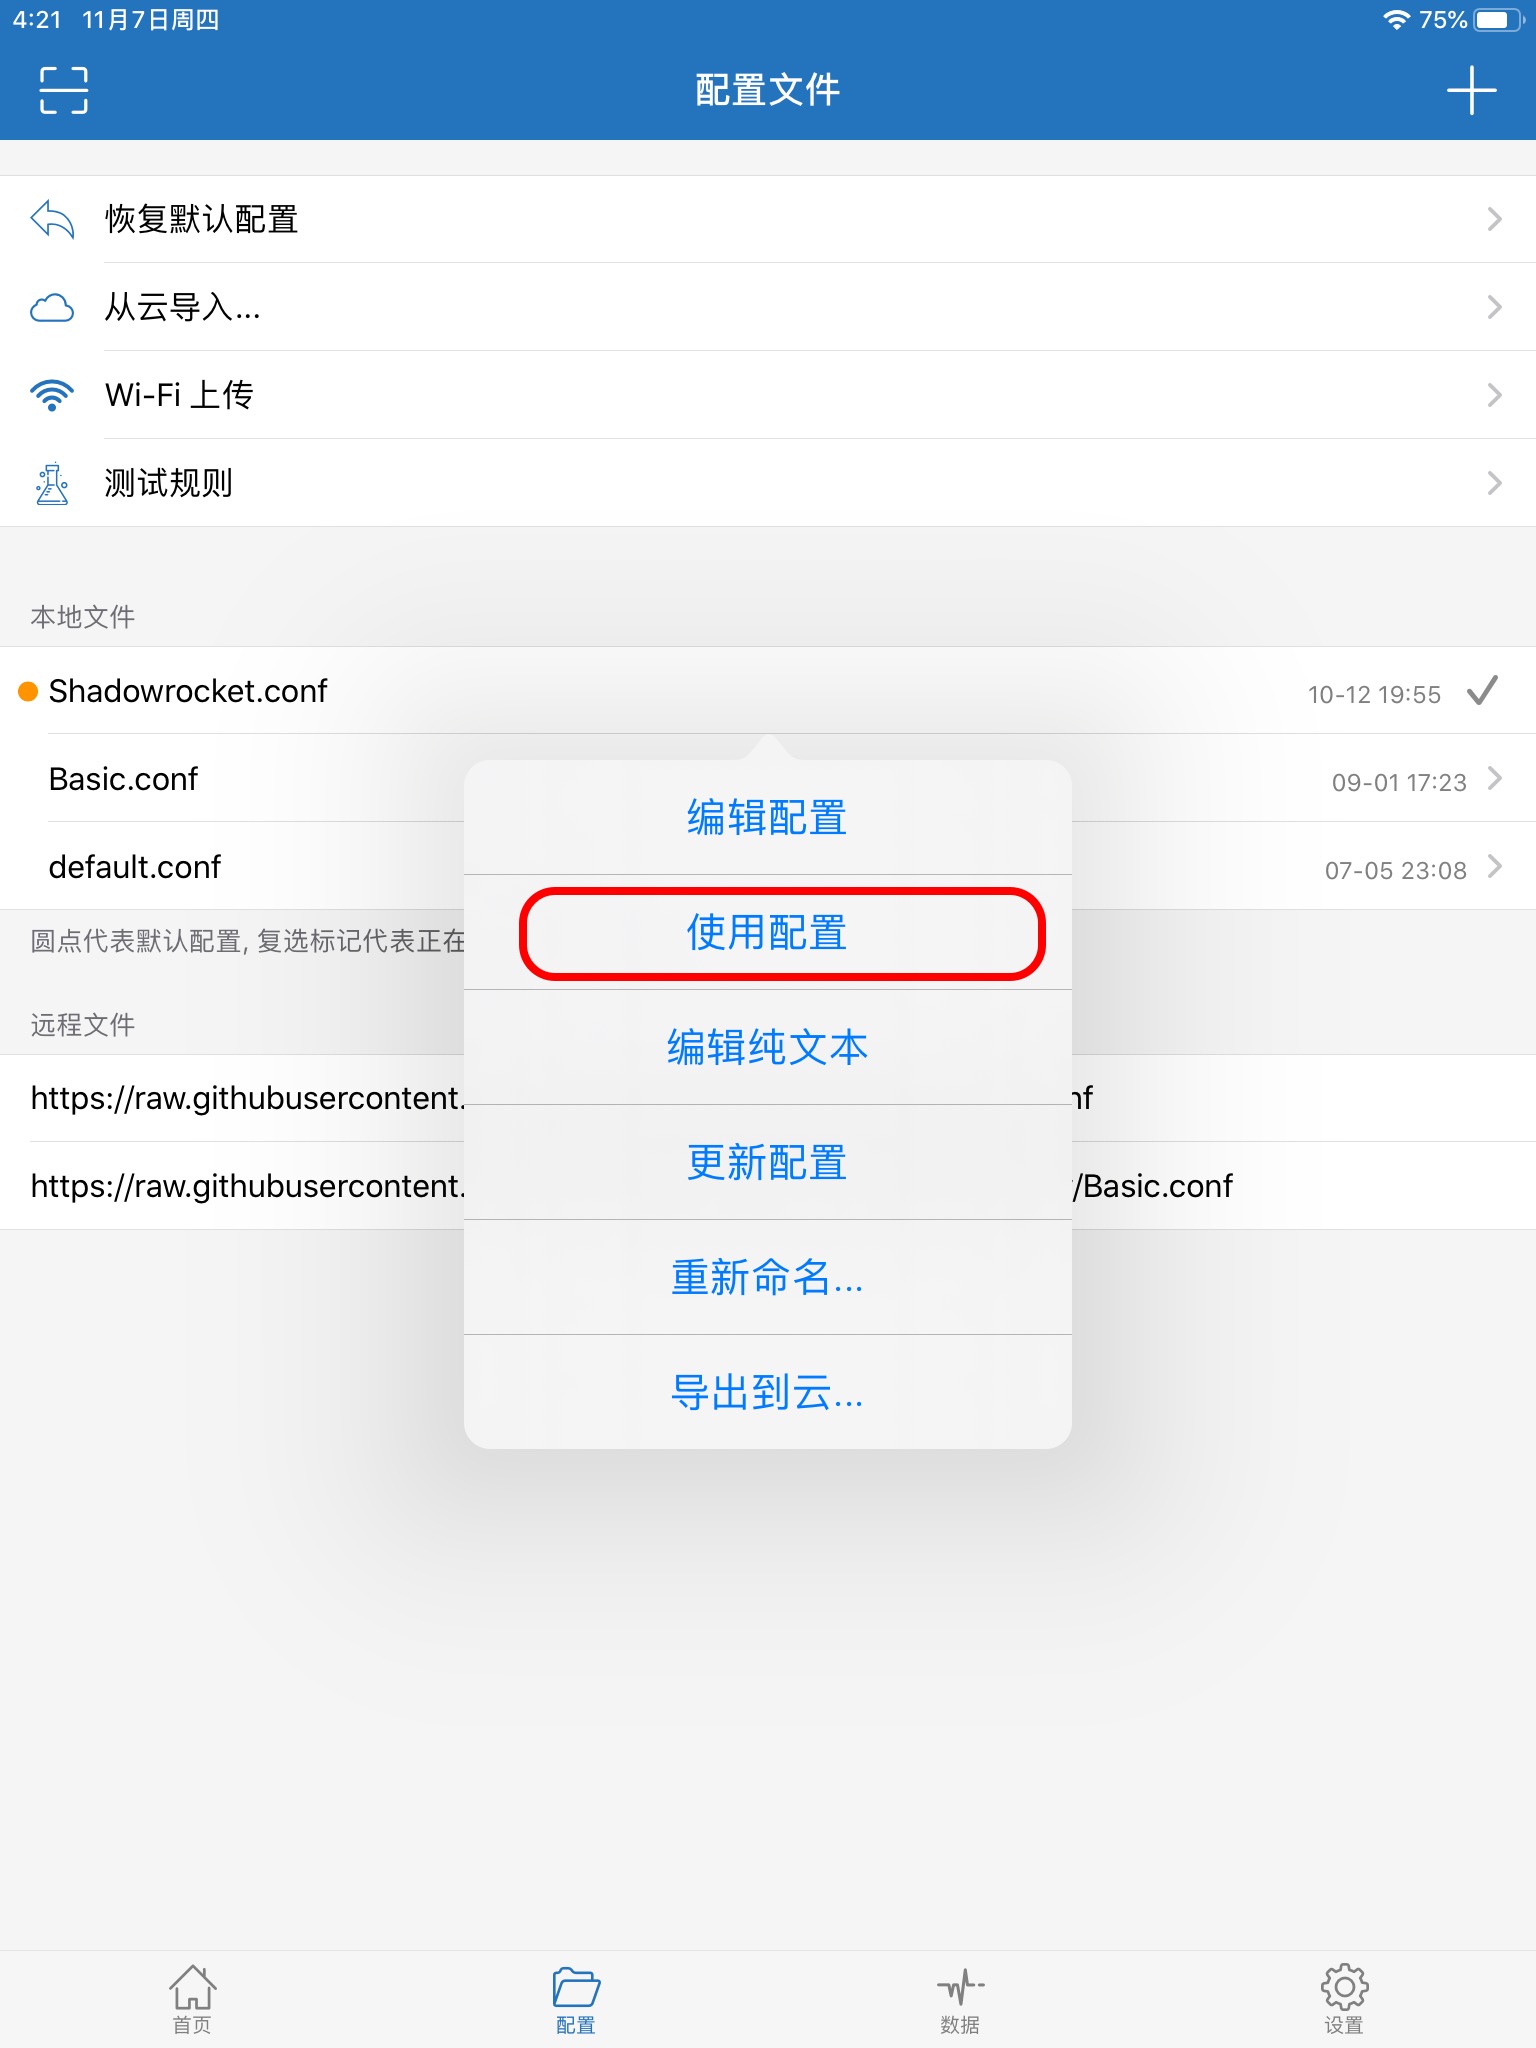 4:21 11月7日周四 75%
配置文件
恢复默认配置
从云导入...
Wi-Fi 上传
测试规则
本地文件
Shadowrocket.conf 10-12 19:55
Basic.conf 09-01 17:23
default.conf 07-05 23:08
圆点代表默认配置, 复选标记代表正在
远程文件
https://raw.githubusercontent. nf
https://raw.githubusercontent. /Basic.conf
编辑配置
使用配置
编辑纯文本
更新配置
重新命名...
导出到云...
首页 配置 数据 设置